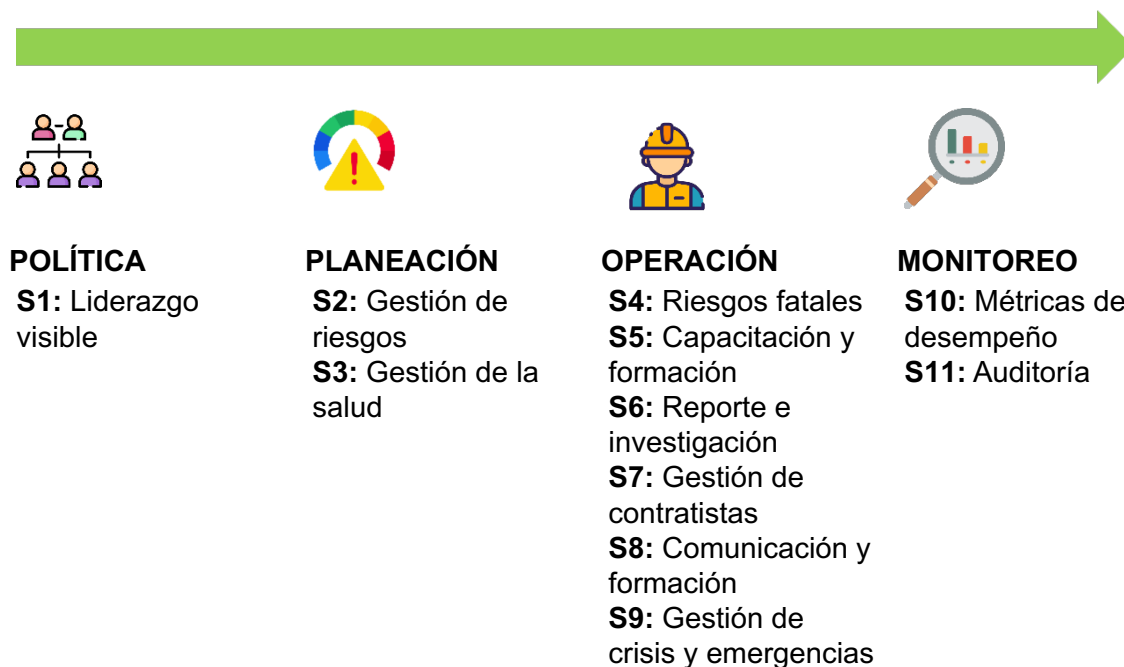 POLÍTICA
S1: Liderazgo
visible
PLANEACIÓN
S2: Gestión de
riesgos
S3: Gestión de la
salud
OPERACIÓN
S4: Riesgos fatales
S5: Capacitación y
formación
S6: Reporte e
investigación
S7: Gestión de
contratistas
S8: Comunicación y
formación
S9: Gestión de
crisis y emergencias
MONITOREO
S10: Métricas de
desempeño
S11: Auditoría